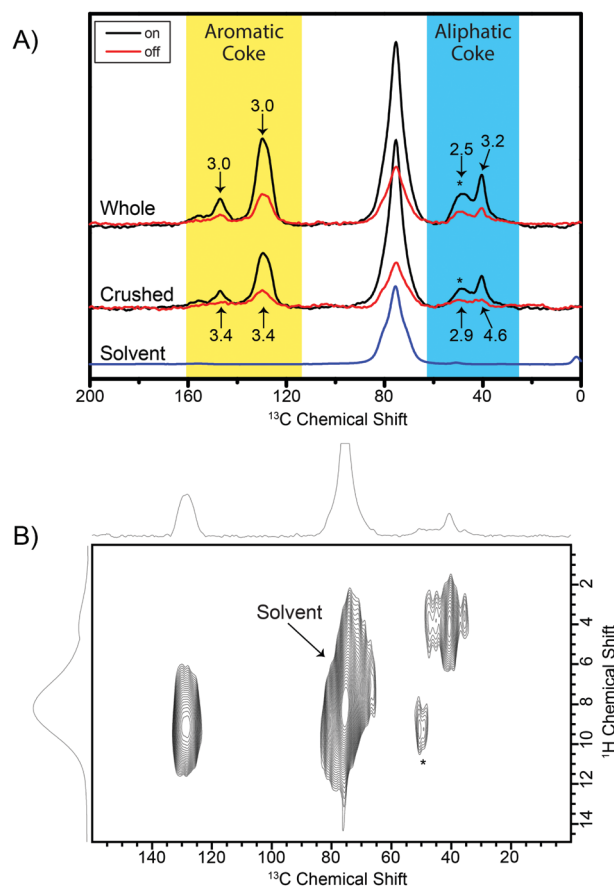 A)
on
off
Aromatic
Coke
Aliphatic
Coke
3.0
3.0
2.5
3.2
*
Whole
*
Crushed
3.4
3.4
2.9
4.6
Solvent
200
160
120
80
40
0
¹³C Chemical Shift
B)
Solvent
*
2
4
6
8
10
12
14
¹H Chemical Shift
140
120
100
80
60
40
20
¹³C Chemical Shift